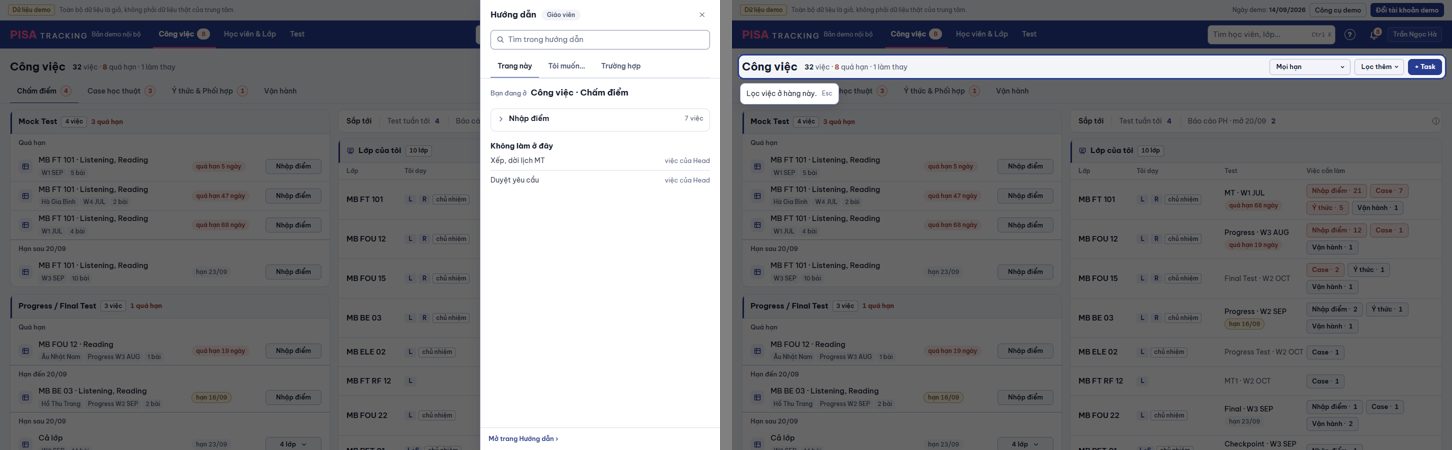 Dữ liệu demo Toàn bộ dữ liệu là giả, không phải dữ liệu thật của trung tâm.
PISA TRACKING Bản demo nội bộ Công việc 8 Học viên & Lớp Test
Công việc 32 việc · 8 quá hạn · 1 làm thay
Chấm điểm 4 Case học thuật 3 Ý thức & Phối hợp 1 Vận hành
Mock Test 4 việc 3 quá hạn
Quá hạn
MB FT 101 · Listening, Reading quá hạn 5 ngày Nhập điểm
W1 SEP 5 bài
MB FT 101 · Listening, Reading quá hạn 47 ngày Nhập điểm
Hà Gia Bình W4 JUL 2 bài
MB FT 101 · Listening, Reading quá hạn 68 ngày Nhập điểm
W1 JUL 4 bài
Hạn sau 20/09
MB FT 101 · Listening, Reading hạn 23/09 Nhập điểm
W3 SEP 10 bài
Progress / Final Test 3 việc 1 quá hạn
Quá hạn
MB FOU 12 · Reading quá hạn 19 ngày Nhập điểm
Âu Nhật Nam Progress W3 AUG 1 bài
Hạn đến 20/09
MB BE 03 · Listening, Reading hạn 16/09 Nhập điểm
Hồ Thu Trang Progress W2 SEP 2 bài
Hạn sau 20/09
Cả lớp hạn 23/09 4 lớp
Sắp tới Test tuần tới 4 Báo cáo
Lớp của tôi 10 lớp
Lớp Tôi dạy
MB FT 101 L R chủ nhiệm
MB FOU 12 L R chủ nhiệm
MB FOU 15 L R chủ nhiệm
MB BE 03 L R chủ nhiệm
MB ELE 02 L chủ nhiệm
MB FT RF 12 L
MB FOU 22 L chủ nhiệm
Hướng dẫn Giáo viên
Tìm trong hướng dẫn
Trang này Tôi muốn... Trường hợp
Bạn đang ở Công việc · Chấm điểm
Nhập điểm 7 việc
Không làm ở đây
Xếp, dời lịch MT việc của Head
Duyệt yêu cầu việc của Head
Mở trang Hướng dẫn ›
Dữ liệu demo Toàn bộ dữ liệu là giả, không phải dữ liệu thật của trung tâm. Ngày demo 14/09/2026 Công cụ demo Đổi tài khoản demo
PISA TRACKING Bản demo nội bộ Công việc 8 Học viên & Lớp Test Tìm học viên, lớp... Ctrl K ? Trần Ngọc Hà
Công việc 32 việc · 8 quá hạn · 1 làm thay Mọi hạn Lọc thêm + Task
Lọc việc ở hàng này. Esc
học thuật 3 Ý thức & Phối hợp 1 Vận hành
Mock Test 4 việc 3 quá hạn
Quá hạn
MB FT 101 · Listening, Reading quá hạn 5 ngày Nhập điểm
W1 SEP 5 bài
MB FT 101 · Listening, Reading quá hạn 47 ngày Nhập điểm
Hà Gia Bình W4 JUL 2 bài
MB FT 101 · Listening, Reading quá hạn 68 ngày Nhập điểm
W1 JUL 4 bài
Hạn sau 20/09
MB FT 101 · Listening, Reading hạn 23/09 Nhập điểm
W3 SEP 10 bài
Progress / Final Test 3 việc 1 quá hạn
Quá hạn
MB FOU 12 · Reading quá hạn 19 ngày Nhập điểm
Âu Nhật Nam Progress W3 AUG 1 bài
Hạn đến 20/09
MB BE 03 · Listening, Reading hạn 16/09 Nhập điểm
Hồ Thu Trang Progress W2 SEP 2 bài
Hạn sau 20/09
Cả lớp hạn 23/09 4 lớp
Sắp tới Test tuần tới 4 Báo cáo PH · mở 20/09 2
Lớp của tôi 10 lớp
Lớp Tôi dạy Test Việc cần làm
MB FT 101 L R chủ nhiệm MT · W1 JUL quá hạn 68 ngày Nhập điểm · 21 Case · 7
Ý thức · 5 Vận hành · 1
MB FOU 12 L R chủ nhiệm Progress · W3 AUG quá hạn 19 ngày Nhập điểm · 12 Case · 1
Vận hành · 1
MB FOU 15 L R chủ nhiệm Final Test · W2 OCT Case · 2 Ý thức · 1
Vận hành · 1
MB BE 03 L R chủ nhiệm Progress · W2 SEP hạn 16/09 Nhập điểm · 2 Ý thức · 1
Vận hành · 1
MB ELE 02 L chủ nhiệm Progress Test · W2 OCT Case · 1
MB FT RF 12 L MT1 · W2 OCT Case · 1
MB FOU 22 L chủ nhiệm Final · W3 SEP hạn 23/09 Nhập điểm · 1 Case · 1
Vận hành · 2
Checkpoint · W3 SEP Nhập điểm · 1